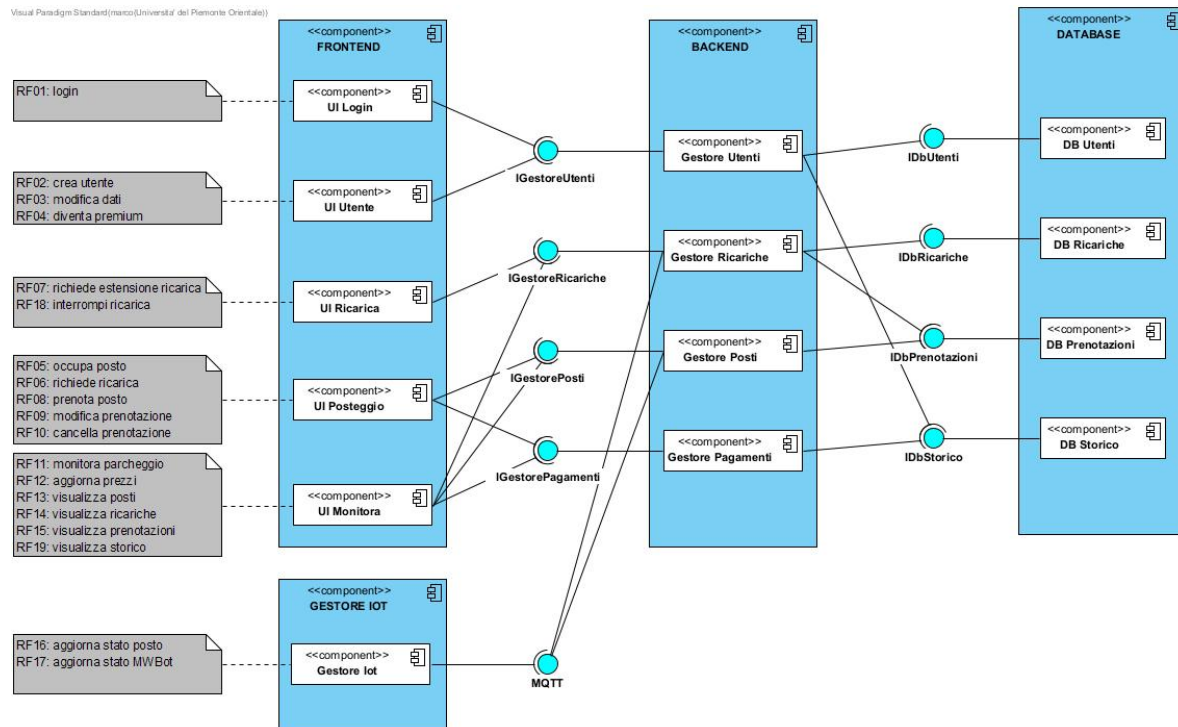 Visual Paradigm Standard(marco(Universita' del Piemonte Orientale))
<<component>>
FRONTEND
<<component>>
BACKEND
<<component>>
DATABASE
RF01: login
<<component>>
UI Login
IGestoreUtenti
<<component>>
Gestore Utenti
IDbUtenti
<<component>>
DB Utenti
RF02: crea utente
RF03: modifica dati
RF04: diventa premium
<<component>>
UI Utente
IGestoreRicariche
<<component>>
Gestore Ricariche
IDbRicariche
<<component>>
DB Ricariche
RF07: richiede estensione ricarica
RF18: interrompi ricarica
<<component>>
UI Ricarica
IGestorePosti
<<component>>
Gestore Posti
IDbPrenotazioni
<<component>>
DB Prenotazioni
RF05: occupa posto
RF06: richiede ricarica
RF08: prenota posto
RF09: modifica prenotazione
RF10: cancella prenotazione
<<component>>
UI Posteggio
IGestorePagamenti
<<component>>
Gestore Pagamenti
IDbStorico
<<component>>
DB Storico
RF11: monitora parcheggio
RF12: aggiorna prezzi
RF13: visualizza posti
RF14: visualizza ricariche
RF15: visualizza prenotazioni
RF19: visualizza storico
<<component>>
UI Monitora
<<component>>
GESTORE IOT
RF16: aggiorna stato posto
RF17: aggiorna stato MWBot
<<component>>
Gestore Iot
MQTT